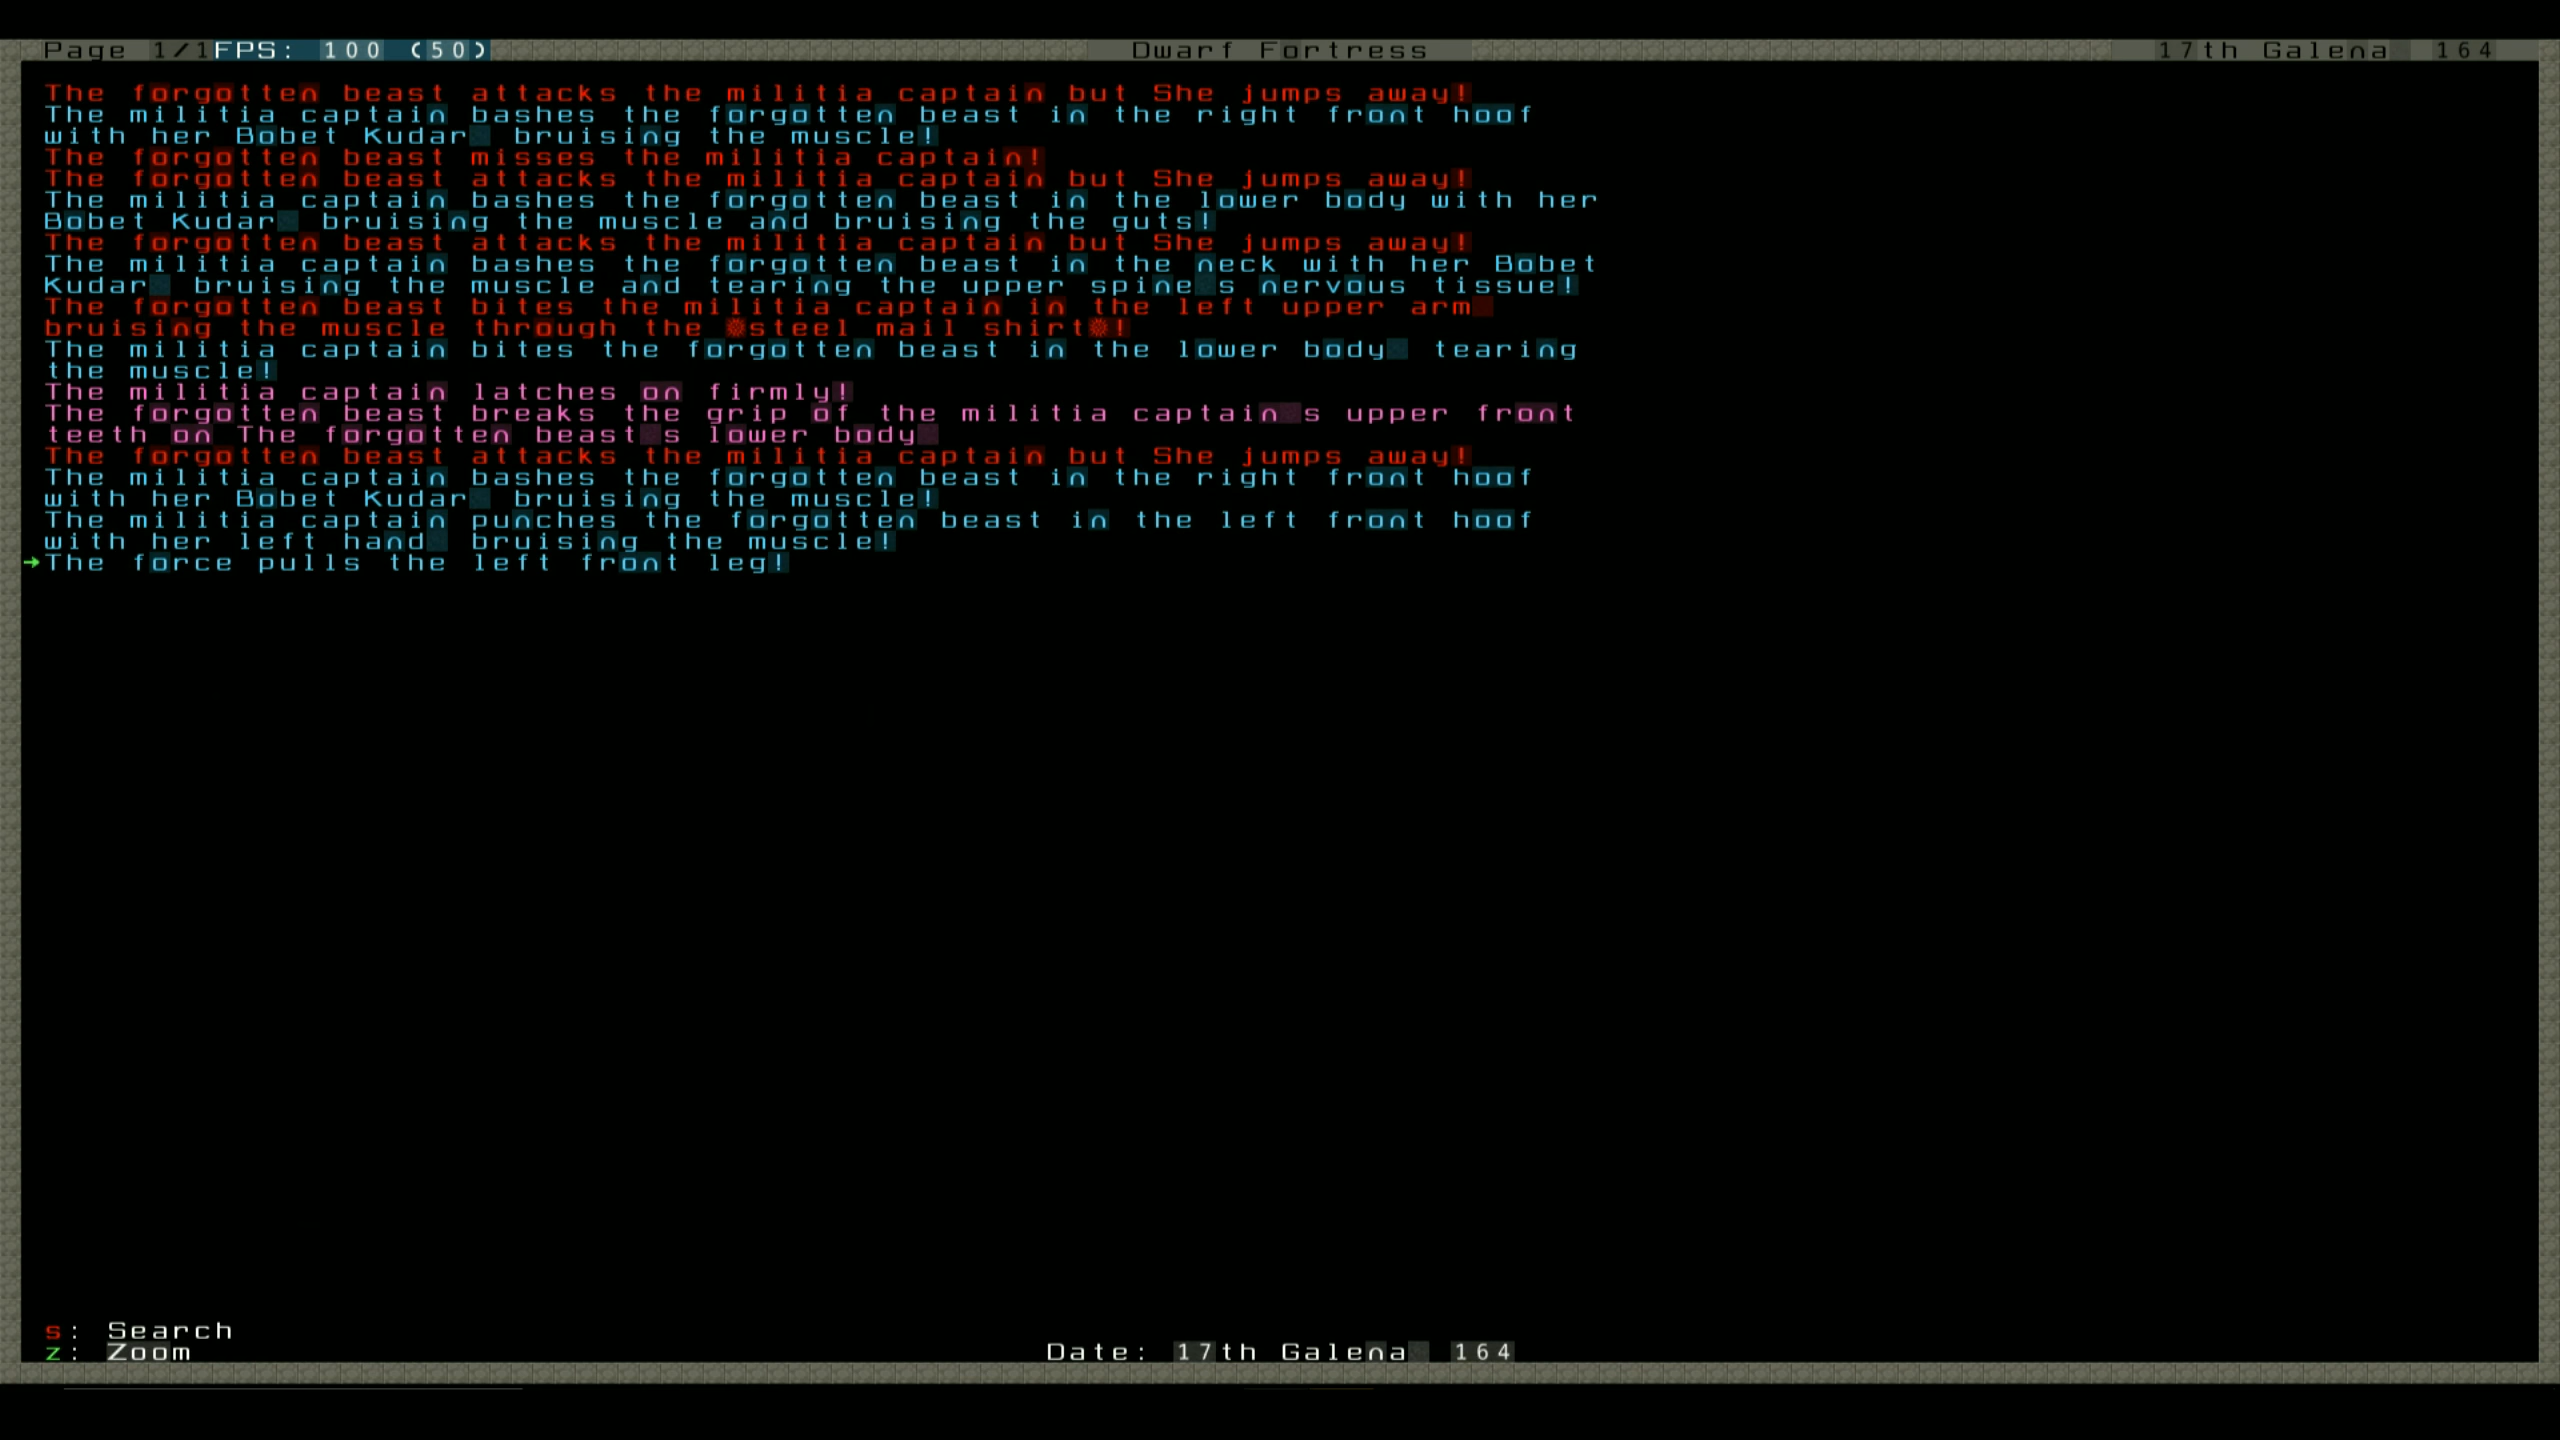 Page 1/1 FPS: 100 (50) Dwarf Fortress 17th Galena 164
The forgotten beast attacks the militia captain but She jumps away!
The militia captain bashes the forgotten beast in the right front hoof
with her Bobet Kudar bruising the muscle!
The forgotten beast misses the militia captain!
The forgotten beast attacks the militia captain but She jumps away!
The militia captain bashes the forgotten beast in the lower body with her
Bobet Kudar bruising the muscle and bruising the guts!
The forgotten beast attacks the militia captain but She jumps away!
The militia captain bashes the forgotten beast in the neck with her Bobet
Kudar bruising the muscle and tearing the upper spine s nervous tissue!
The forgotten beast bites the militia captain in the left upper arm
bruising the muscle through the ☼steel mail shirt☼!
The militia captain bites the forgotten beast in the lower body tearing
the muscle!
The militia captain latches on firmly!
The forgotten beast breaks the grip of the militia captain s upper front
teeth on The forgotten beast s lower body
The forgotten beast attacks the militia captain but She jumps away!
The militia captain bashes the forgotten beast in the right front hoof
with her Bobet Kudar bruising the muscle!
The militia captain punches the forgotten beast in the left front hoof
with her left hand bruising the muscle!
→The force pulls the left front leg!
s: Search
z: Zoom Date: 17th Galena 164